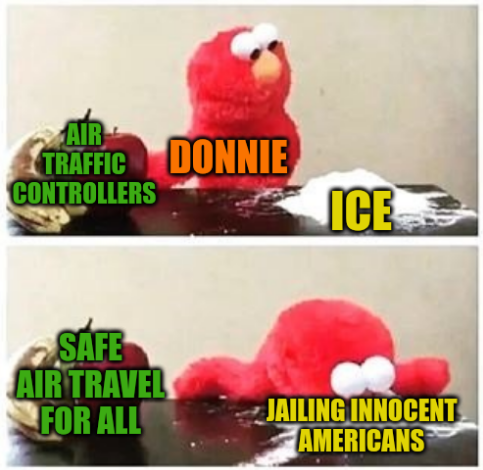 AIR
TRAFFIC
CONTROLLERS
DONNIE
ICE
SAFE
AIR TRAVEL
FOR ALL
JAILING INNOCENT
AMERICANS